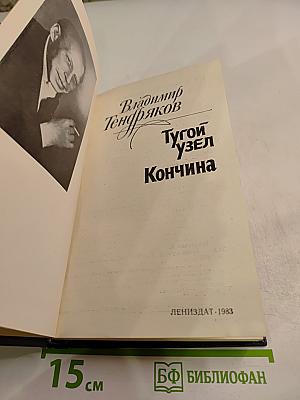 Владимир
Тендряков
Тугой
узел
Кончина
ЛЕНИЗДАТ · 1983
15 см
БФ БИБЛИОФАН